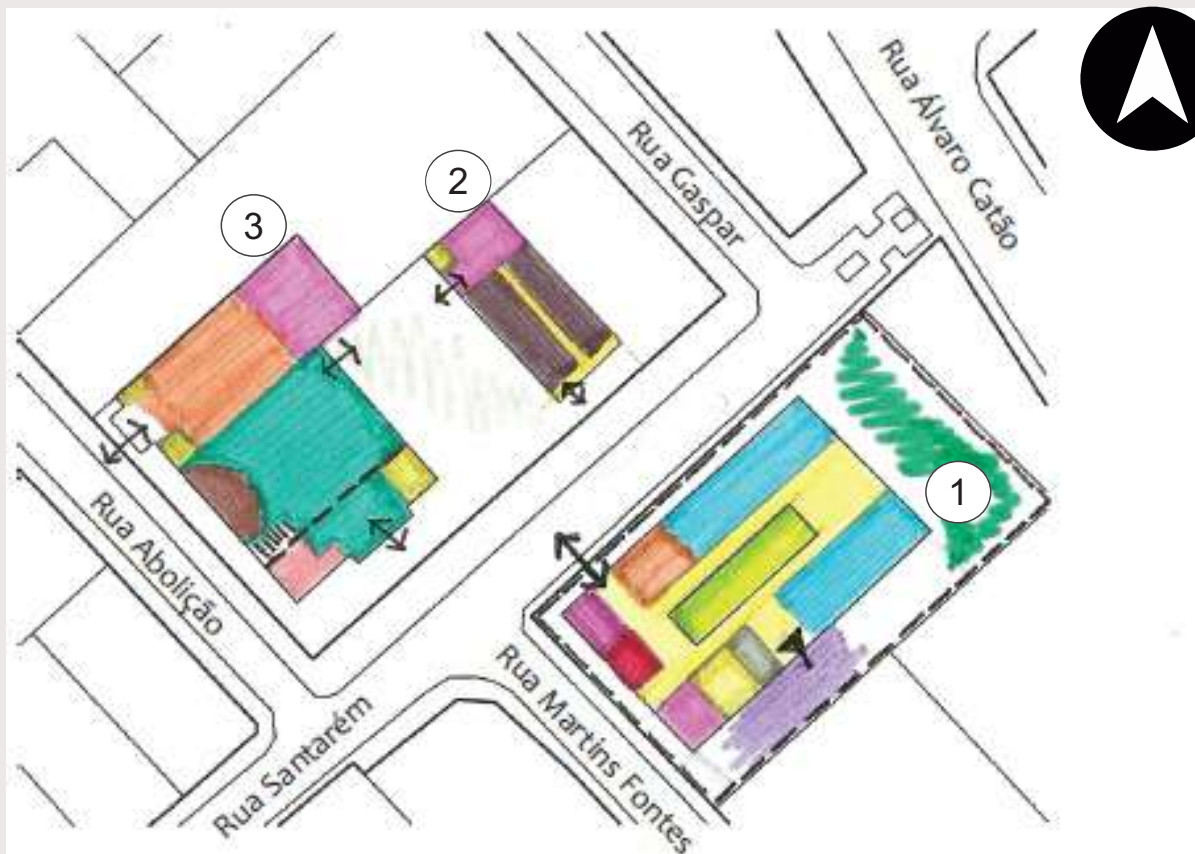 Rua Álvaro Catão
Rua Gaspar
2
3
1
Rua Abolição
Rua Martins Fontes
Rua Santarém